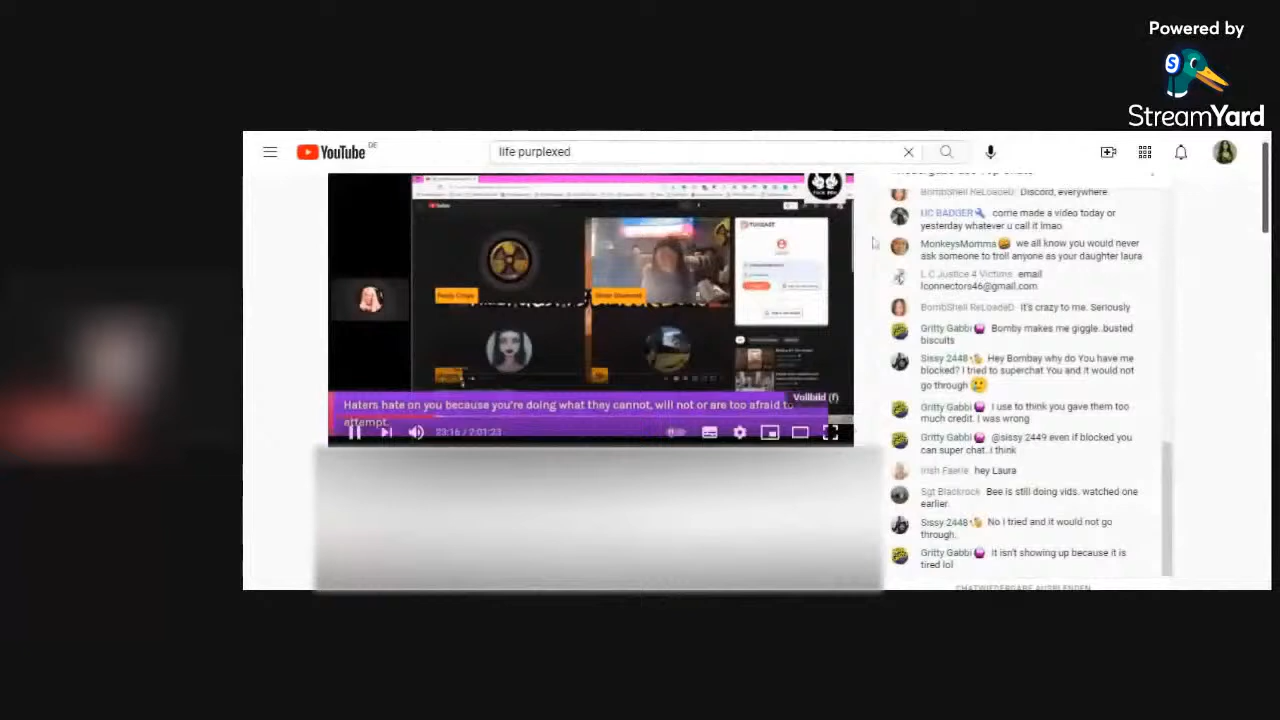 Powered by
StreamYard
YouTube DE
life purplexed
BombShell ReLoadeD Discord, everywhere
UC BADGER corrie made a video today or
yesterday whatever u call it lmao
MonkeysMomma we all know you would never
ask someone to troll anyone as your daughter laura
L C Justice 4 Victims email
lconnectors46@gmail.com
BombShell ReLoadeD It's crazy to me. Seriously
Gritty Gabbi Bomby makes me giggle..busted
biscuits
Sissy 2448 Hey Bombay why do You have me
blocked? I tried to superchat You and it would not
go through
Gritty Gabbi I use to think you gave them too
much credit. I was wrong
Gritty Gabbi @sissy 2449 even if blocked you
can super chat..i think
Irish Faerie hey Laura
Sgt Blackrock Bee is still doing vids. watched one
earlier.
Sissy 2448 No I tried and it would not go
through.
Gritty Gabbi It isn't showing up because it is
tired lol
CHATWIEDERGABE AUSBLENDEN
Vollbild (f)
Haters hate on you because you're doing what they cannot, will not or are too afraid to
attempt.
23:16 / 2:01:23